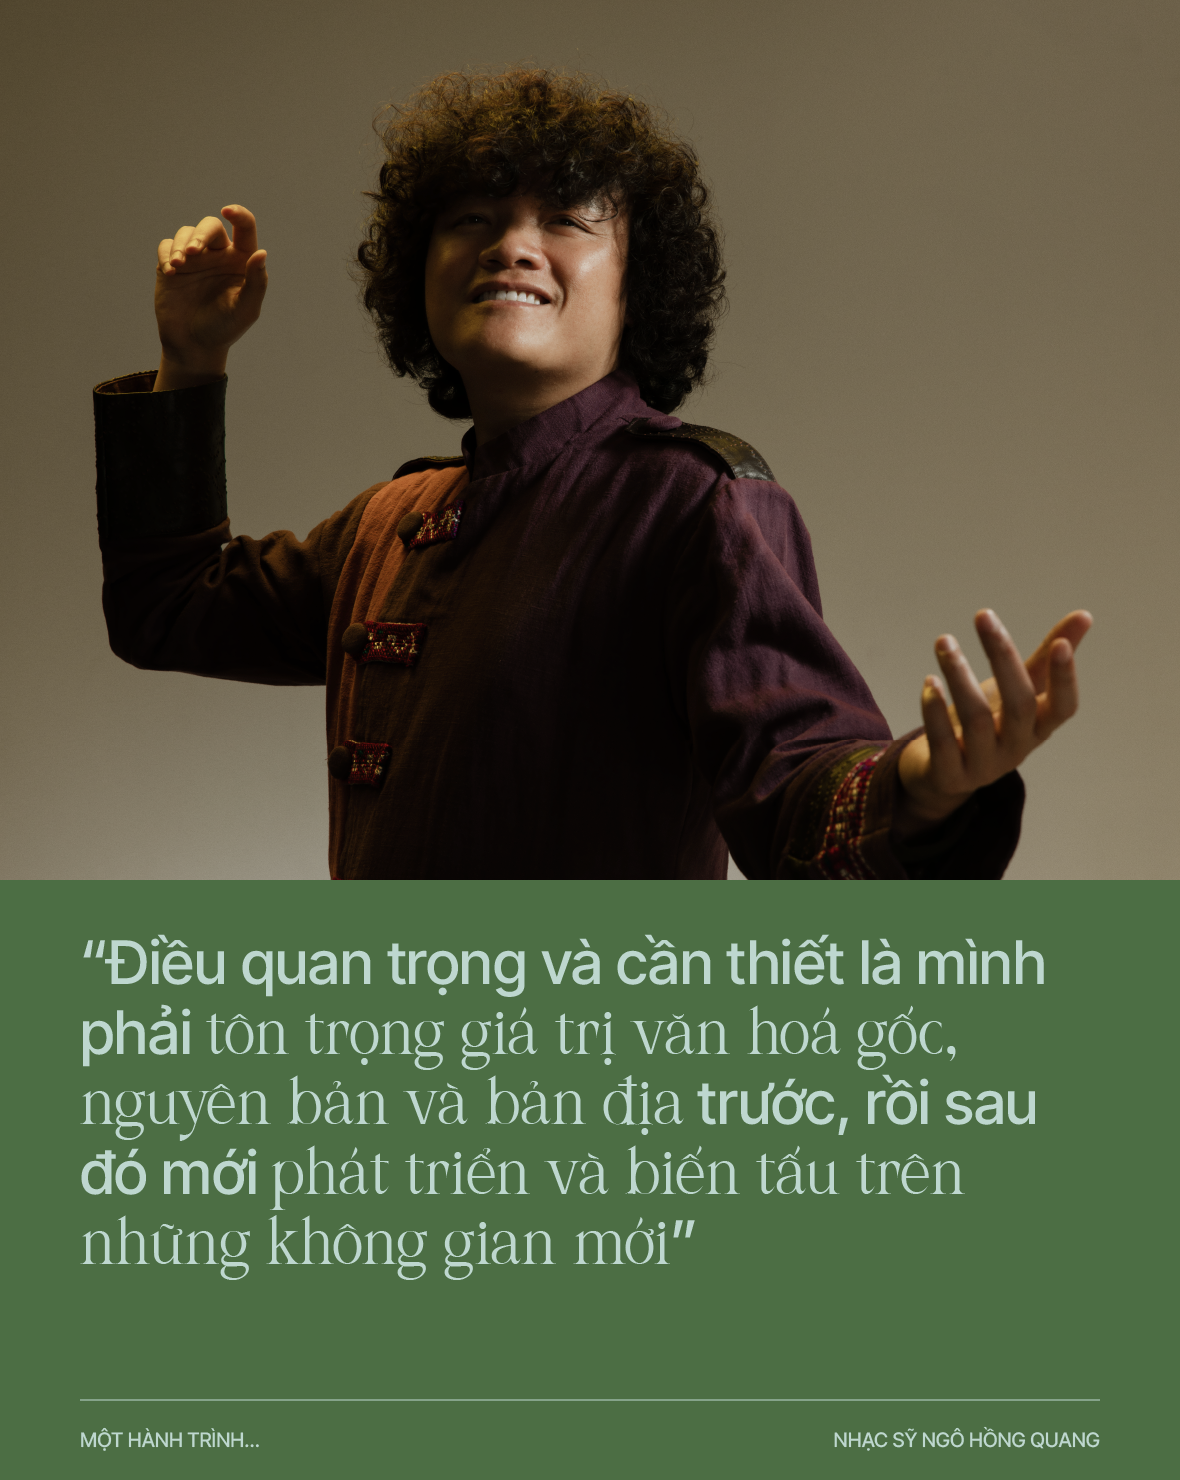 “Điều quan trọng và cần thiết là mình
phải tôn trọng giá trị văn hoá gốc,
nguyên bản và bản địa trước, rồi sau
đó mới phát triển và biến tấu trên
những không gian mới”
MỘT HÀNH TRÌNH...
NHẠC SỸ NGÔ HỒNG QUANG